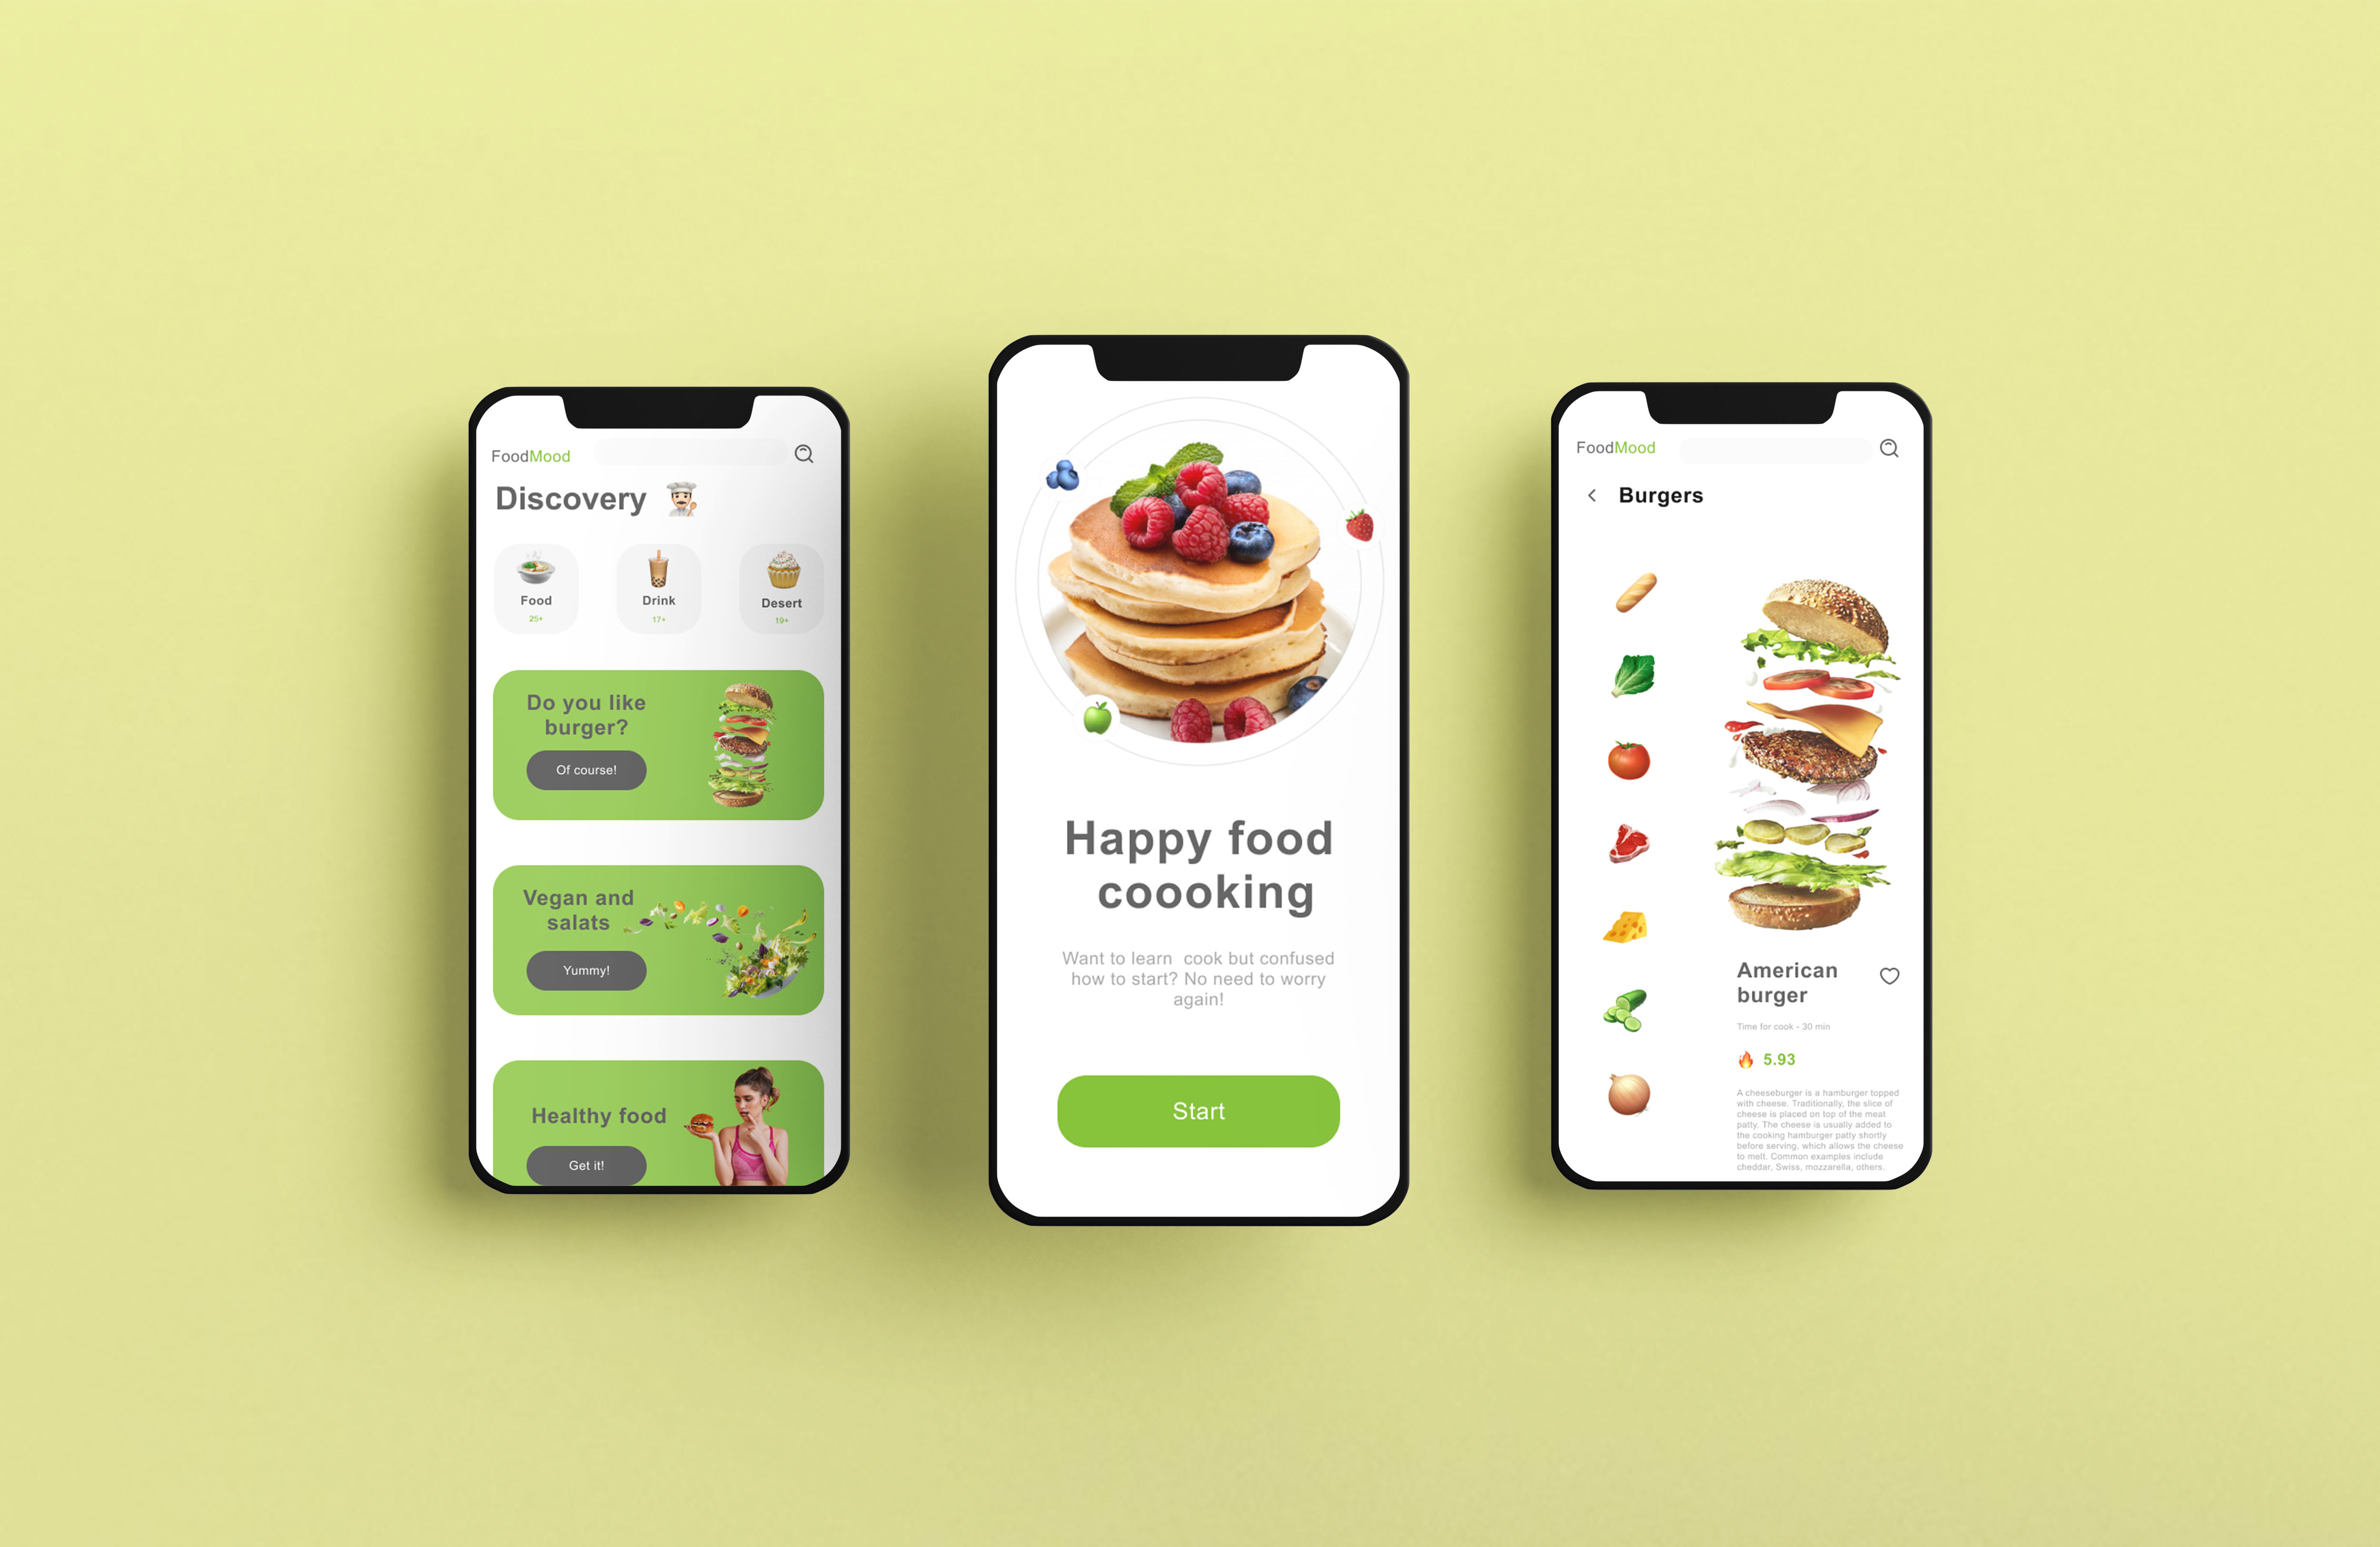 FoodMood
Discovery
Food
25+
Drink
17+
Desert
19+
Do you like
burger?
Of course!
Vegan and
salats
Yummy!
Healthy food
Get it!
Happy food
coooking
Want to learn  cook but confused
how to start? No need to worry
again!
Start
FoodMood
Burgers
American
burger
Time for cook - 30 min
5.93
A cheeseburger is a hamburger topped
with cheese. Traditionally, the slice of
cheese is placed on top of the meat
patty. The cheese is usually added to
the cooking hamburger patty shortly
before serving, which allows the cheese
to melt. Common examples include
cheddar, Swiss, mozzarella, others.